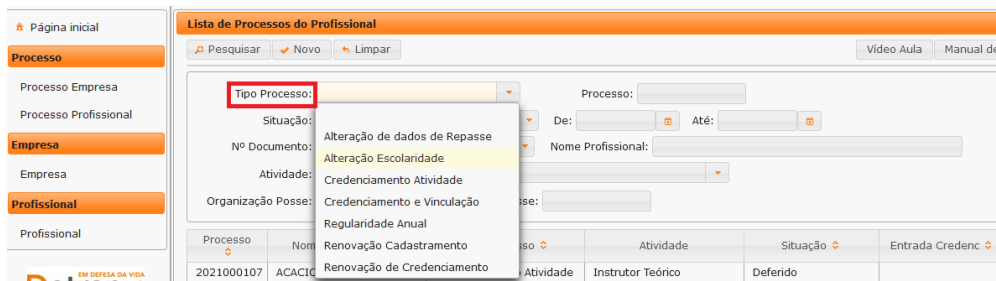 Página inicial
Processo
Processo Empresa
Processo Profissional
Empresa
Empresa
Profissional
Profissional
EM DEFESA DA VIDA
Lista de Processos do Profissional
Pesquisar Novo Limpar Vídeo Aula Manual de
Tipo Processo: Processo:
Situação: De: Até:
Nº Documento: Nome Profissional:
Atividade:
Organização Posse: sse:
Alteração de dados de Repasse
Alteração Escolaridade
Credenciamento Atividade
Credenciamento e Vinculação
Regularidade Anual
Renovação Cadastramento
Renovação de Credenciamento
Processo Nom sso Atividade Situação Entrada Credenc
2021000107 ACACIO Atividade Instrutor Teórico Deferido